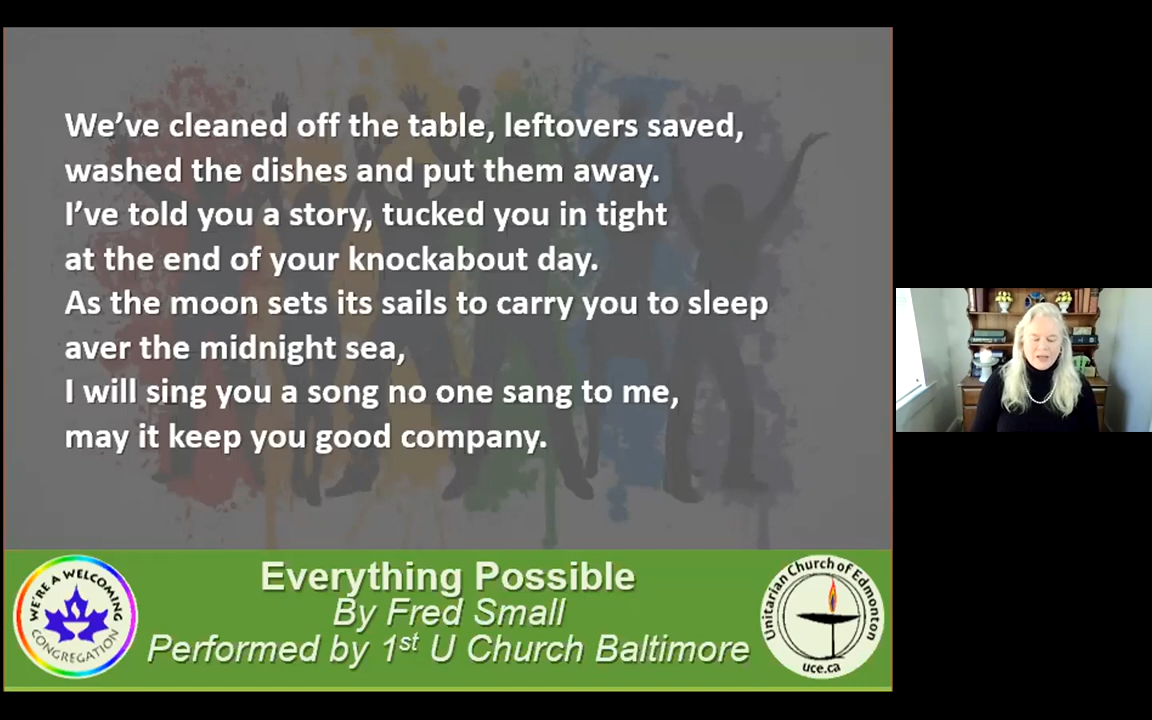 We've cleaned off the table, leftovers saved,
washed the dishes and put them away.
I've told you a story, tucked you in tight
at the end of your knockabout day.
As the moon sets its sails to carry you to sleep
aver the midnight sea,
I will sing you a song no one sang to me,
may it keep you good company.
WE'RE A WELCOMING
CONGREGATION
Everything Possible
By Fred Small
Performed by 1st U Church Baltimore
Unitarian Church of Edmonton
uce.ca